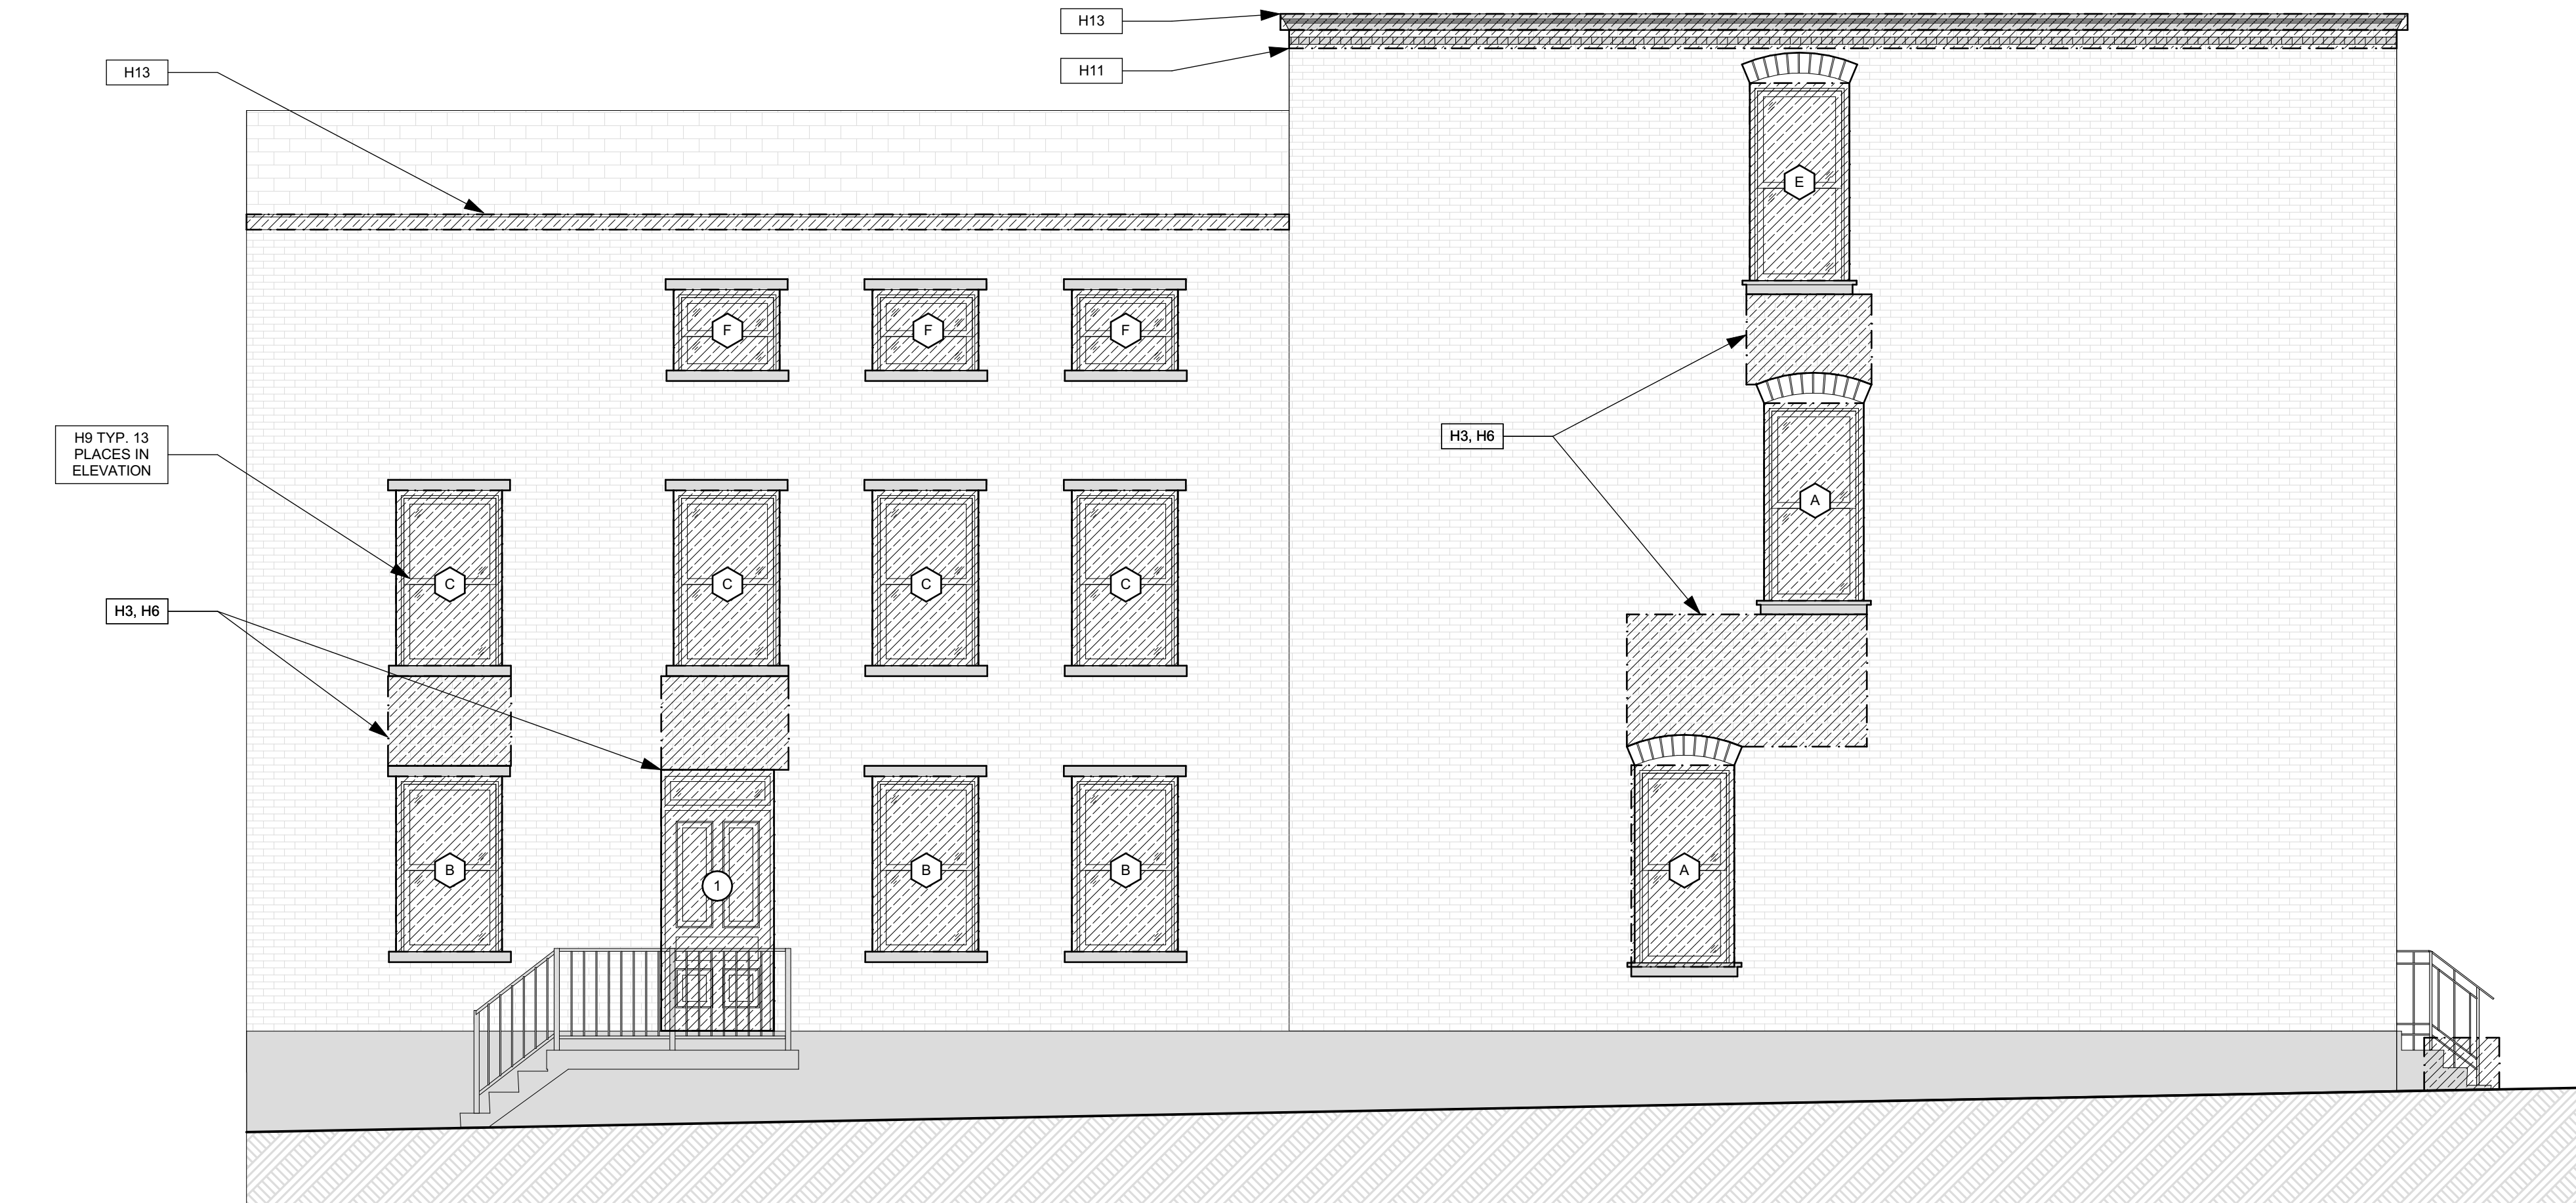 H13
H13
H11
E
F
F
F
H9 TYP. 13
PLACES IN
ELEVATION
H3, H6
A
C
C
C
C
H3, H6
B
1
B
B
A